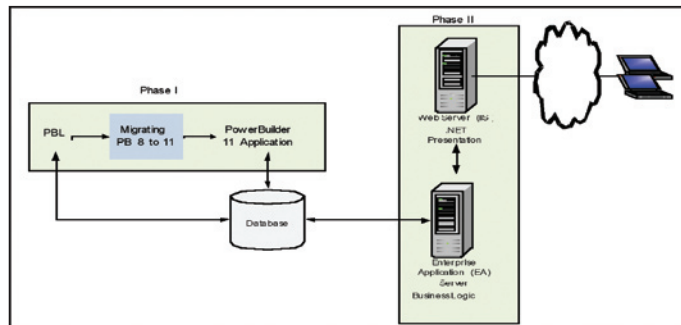 Phase II
Phase I
PBL
Migrating
PB 8 to 11
PowerBuilder
11 Application
Web Server (IIS,
.NET
Presentation
Database
Enterprise
Application (EA)
Server
BusinessLogic